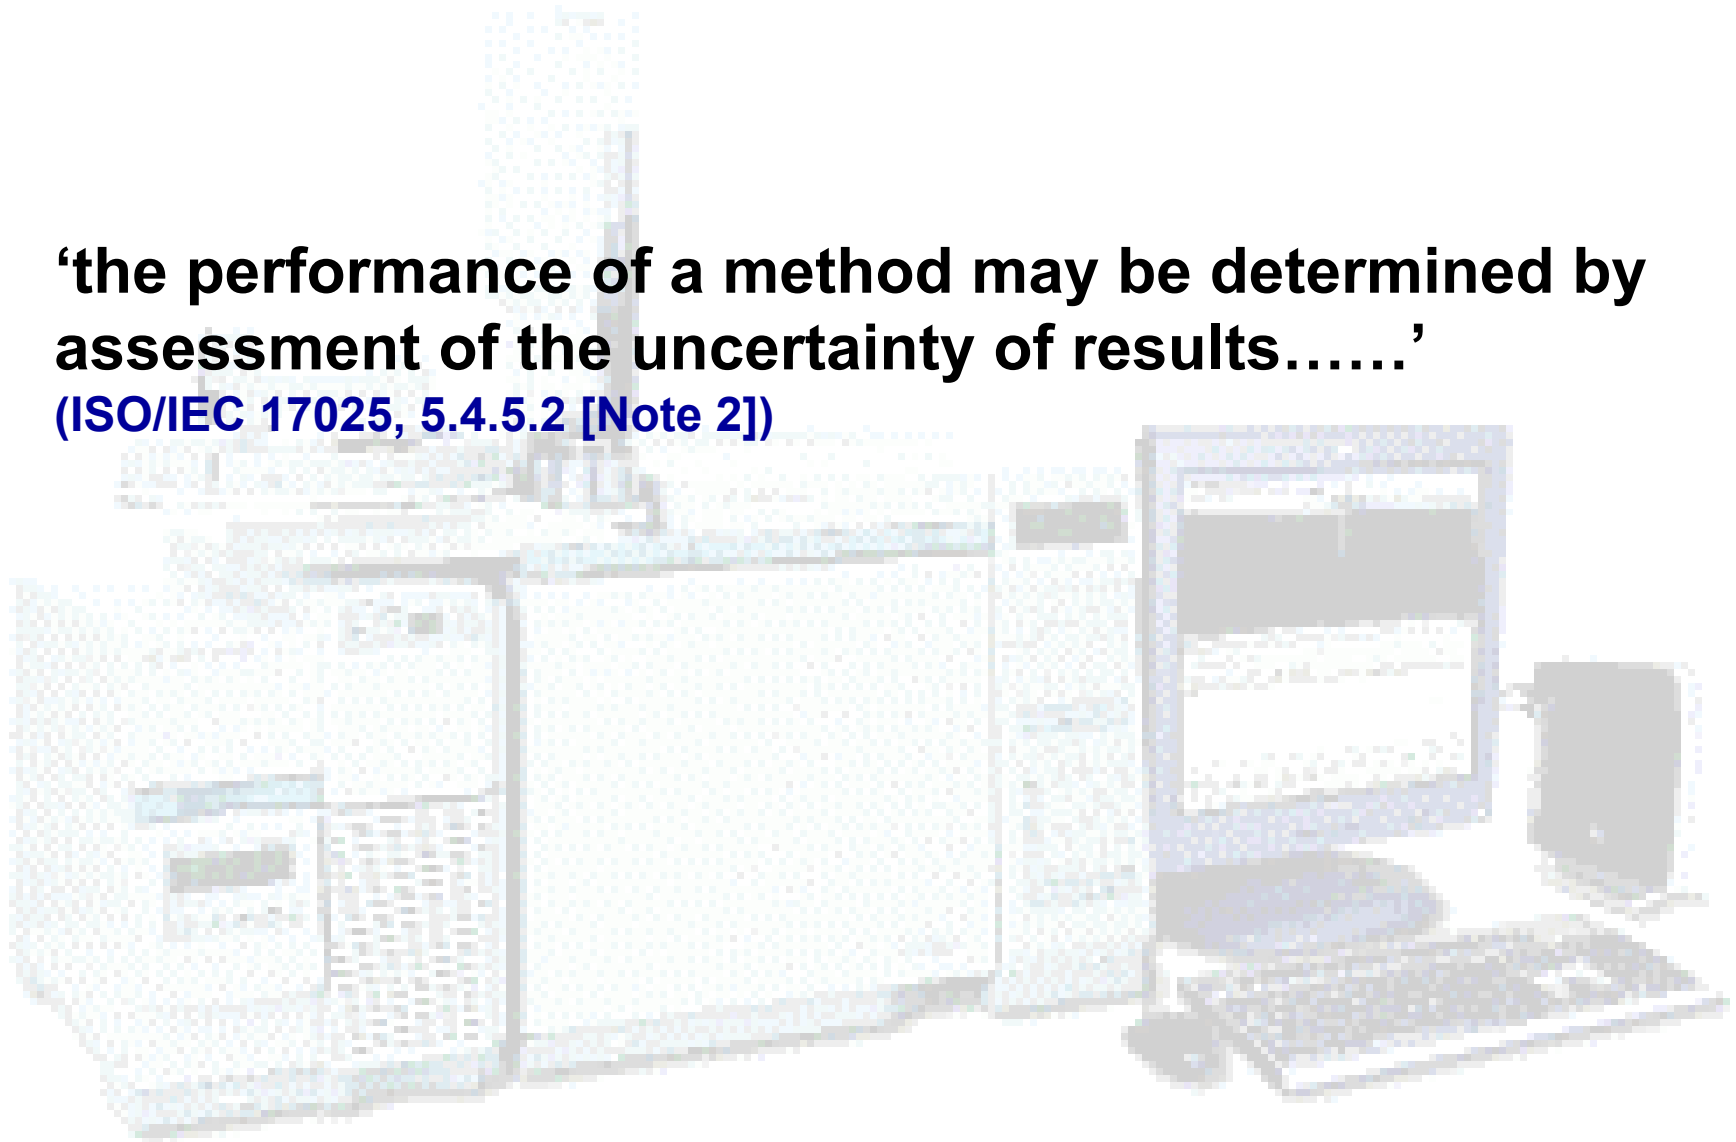 ‘the performance of a method may be determined by
assessment of the uncertainty of results……’
(ISO/IEC 17025, 5.4.5.2 [Note 2])